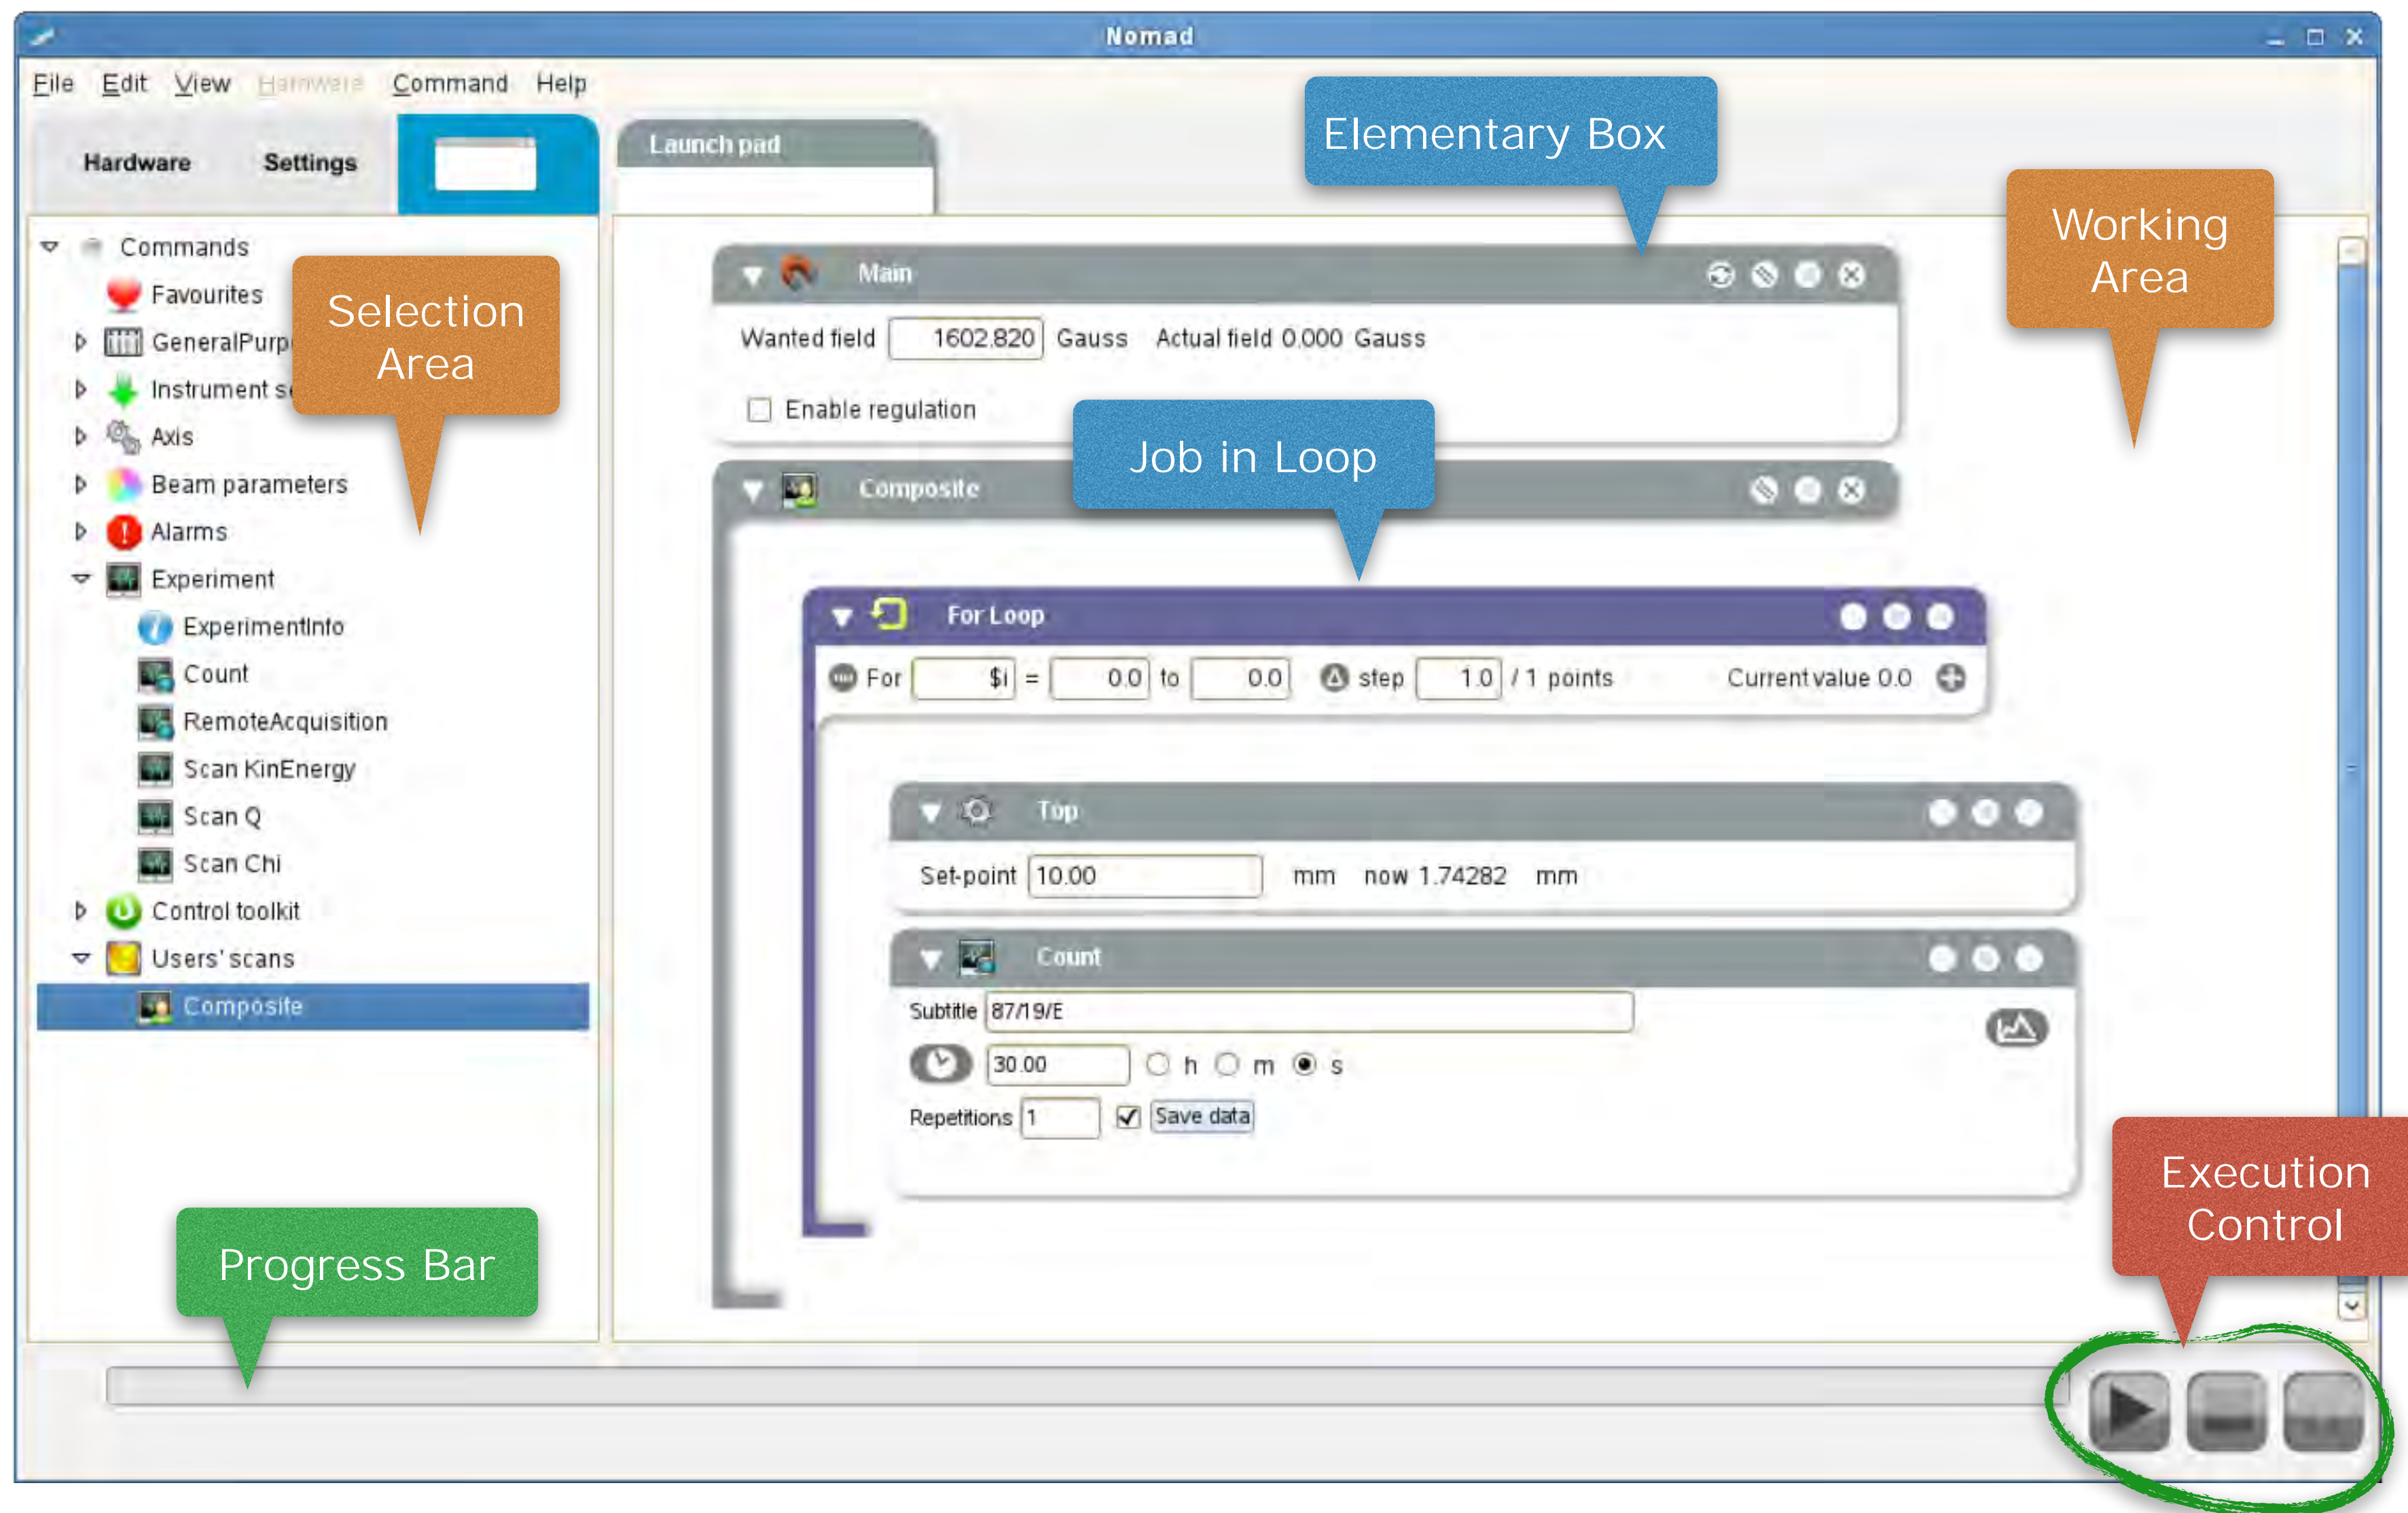 Nomad
File Edit View Hardware Command Help
Hardware Settings
Launch pad
Elementary Box
Working
Area
Selection
Area
Commands
Favourites
GeneralPurp
Instrument se
Axis
Beam parameters
Alarms
Experiment
ExperimentInfo
Count
RemoteAcquisition
Scan KinEnergy
Scan Q
Scan Chi
Control toolkit
Users' scans
Composite
Main
Wanted field 1602.820 Gauss Actual field 0.000 Gauss
Enable regulation
Job in Loop
Composite
For Loop
For $i = 0.0 to 0.0 step 1.0 / 1 points Current value 0.0
Top
Set-point 10.00 mm now 1.74282 mm
Count
Subtitle 87/19/E
30.00 h m s
Repetitions 1 Save data
Execution
Control
Progress Bar